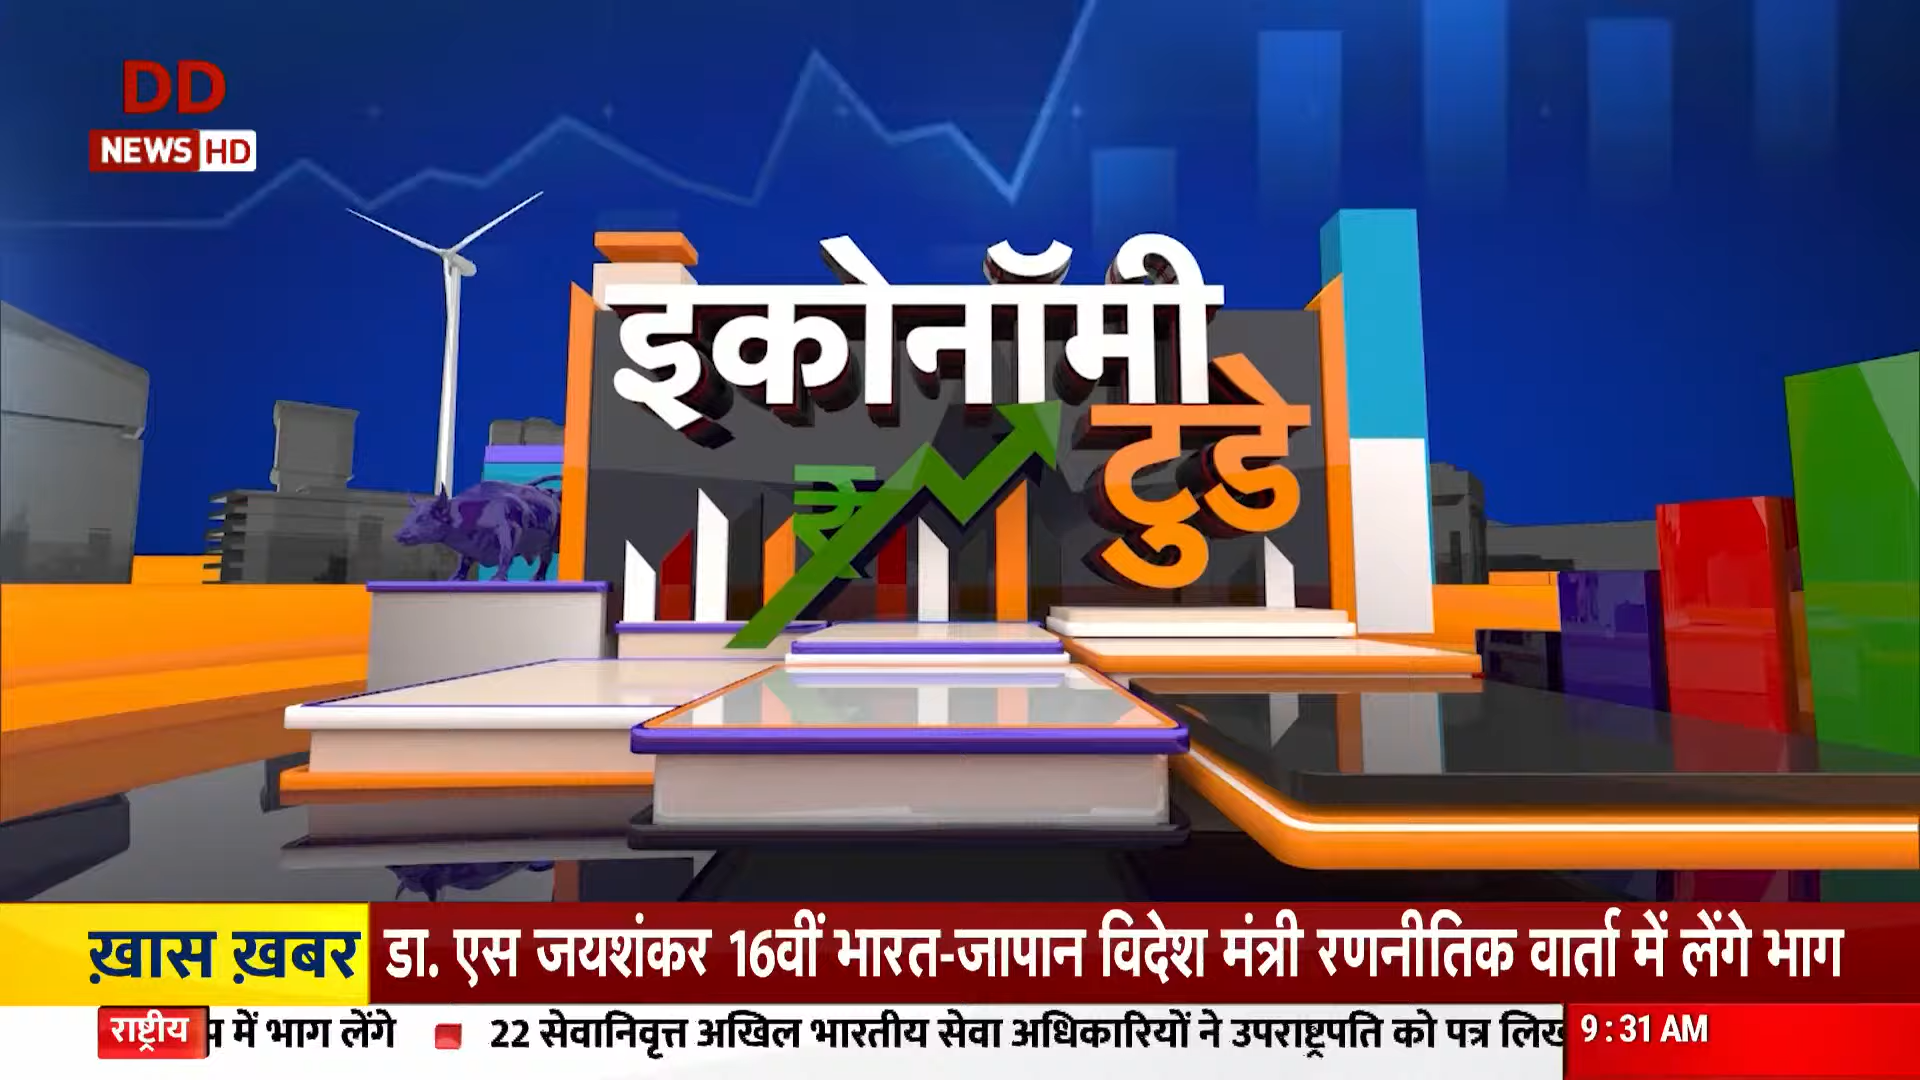 DD
NEWS HD
इकोनॉमी
टुडे
ख़ास ख़बर
डा. एस जयशंकर 16वीं भारत-जापान विदेश मंत्री रणनीतिक वार्ता में लेंगे भाग
राष्ट्रीय
में भाग लेंगे
22 सेवानिवृत्त अखिल भारतीय सेवा अधिकारियों ने उपराष्ट्रपति को पत्र
9:31 AM